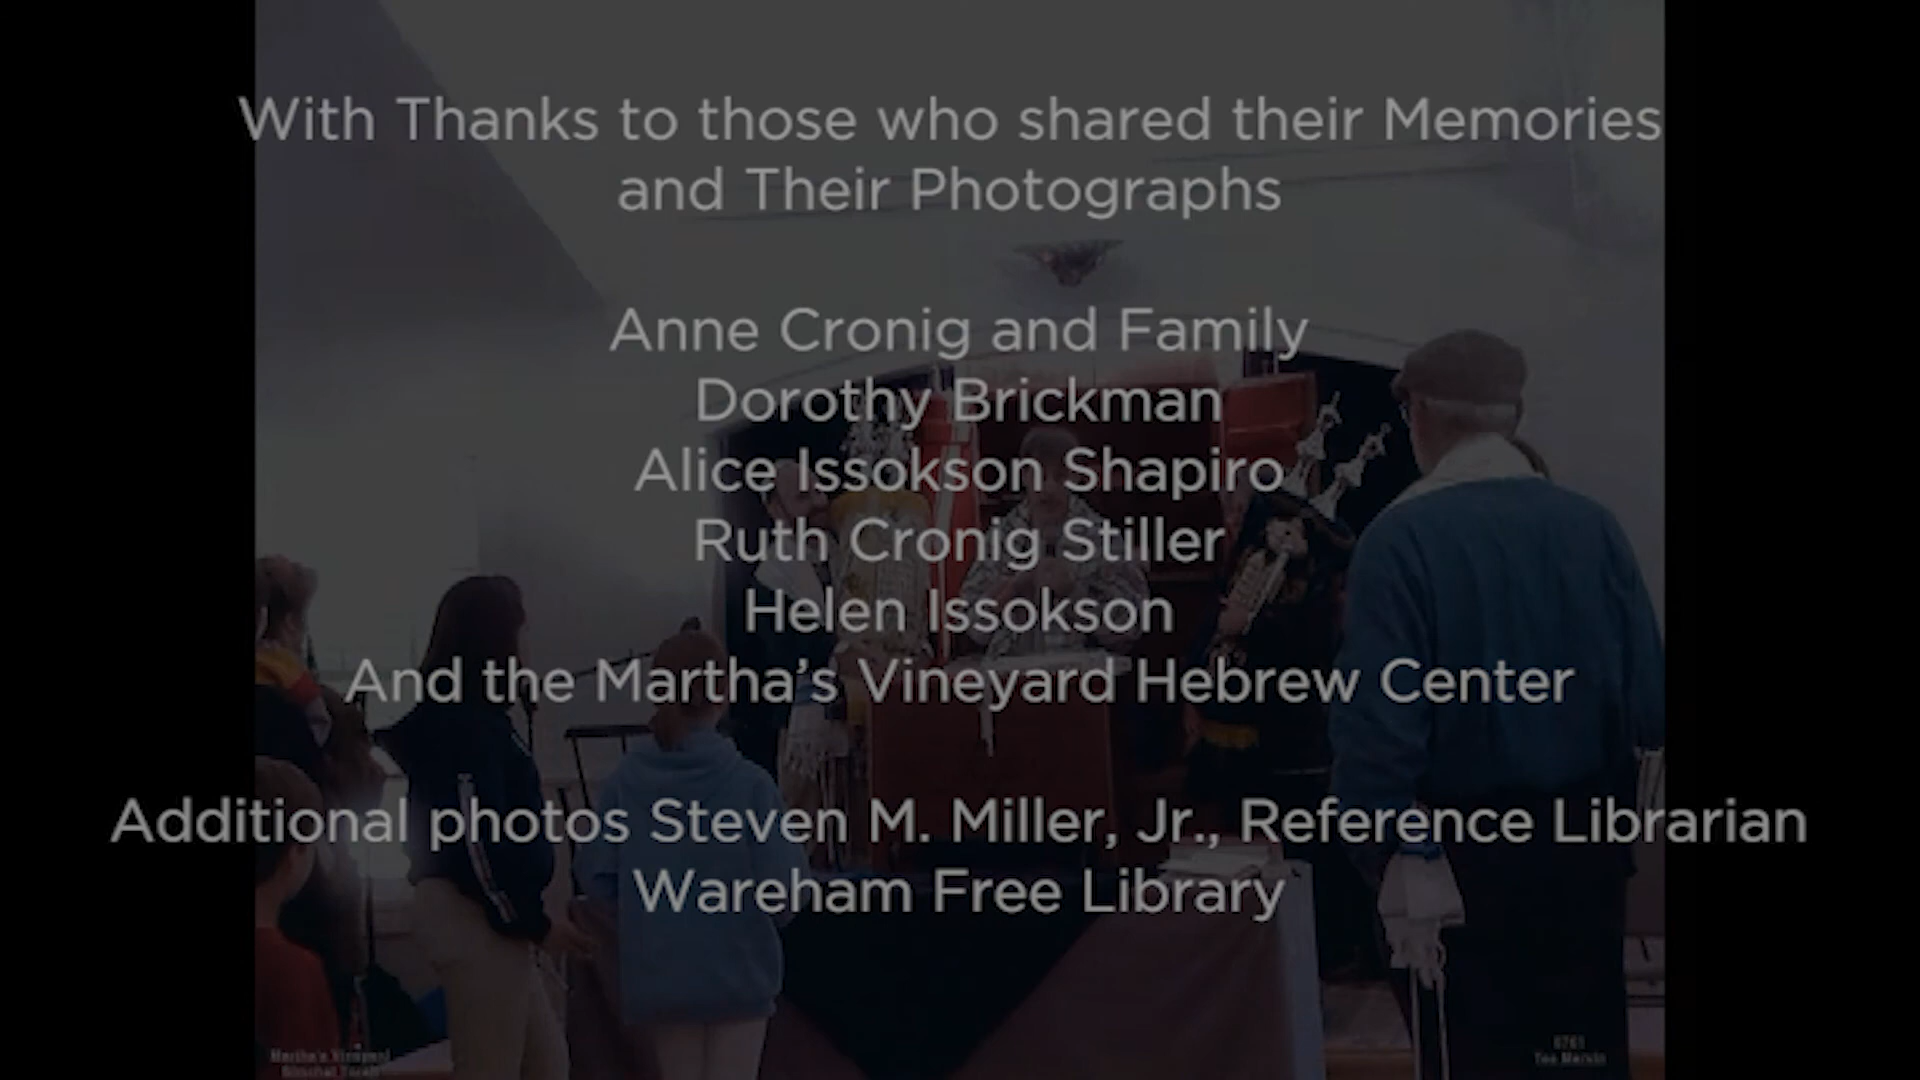 With Thanks to those who shared their Memories
and Their Photographs
Anne Cronig and Family
Dorothy Brickman
Alice Issokson Shapiro
Ruth Cronig Stiller
Helen Issokson
And the Martha's Vineyard Hebrew Center
Additional photos Steven M. Miller, Jr., Reference Librarian
Wareham Free Library
Martha's Vineyard